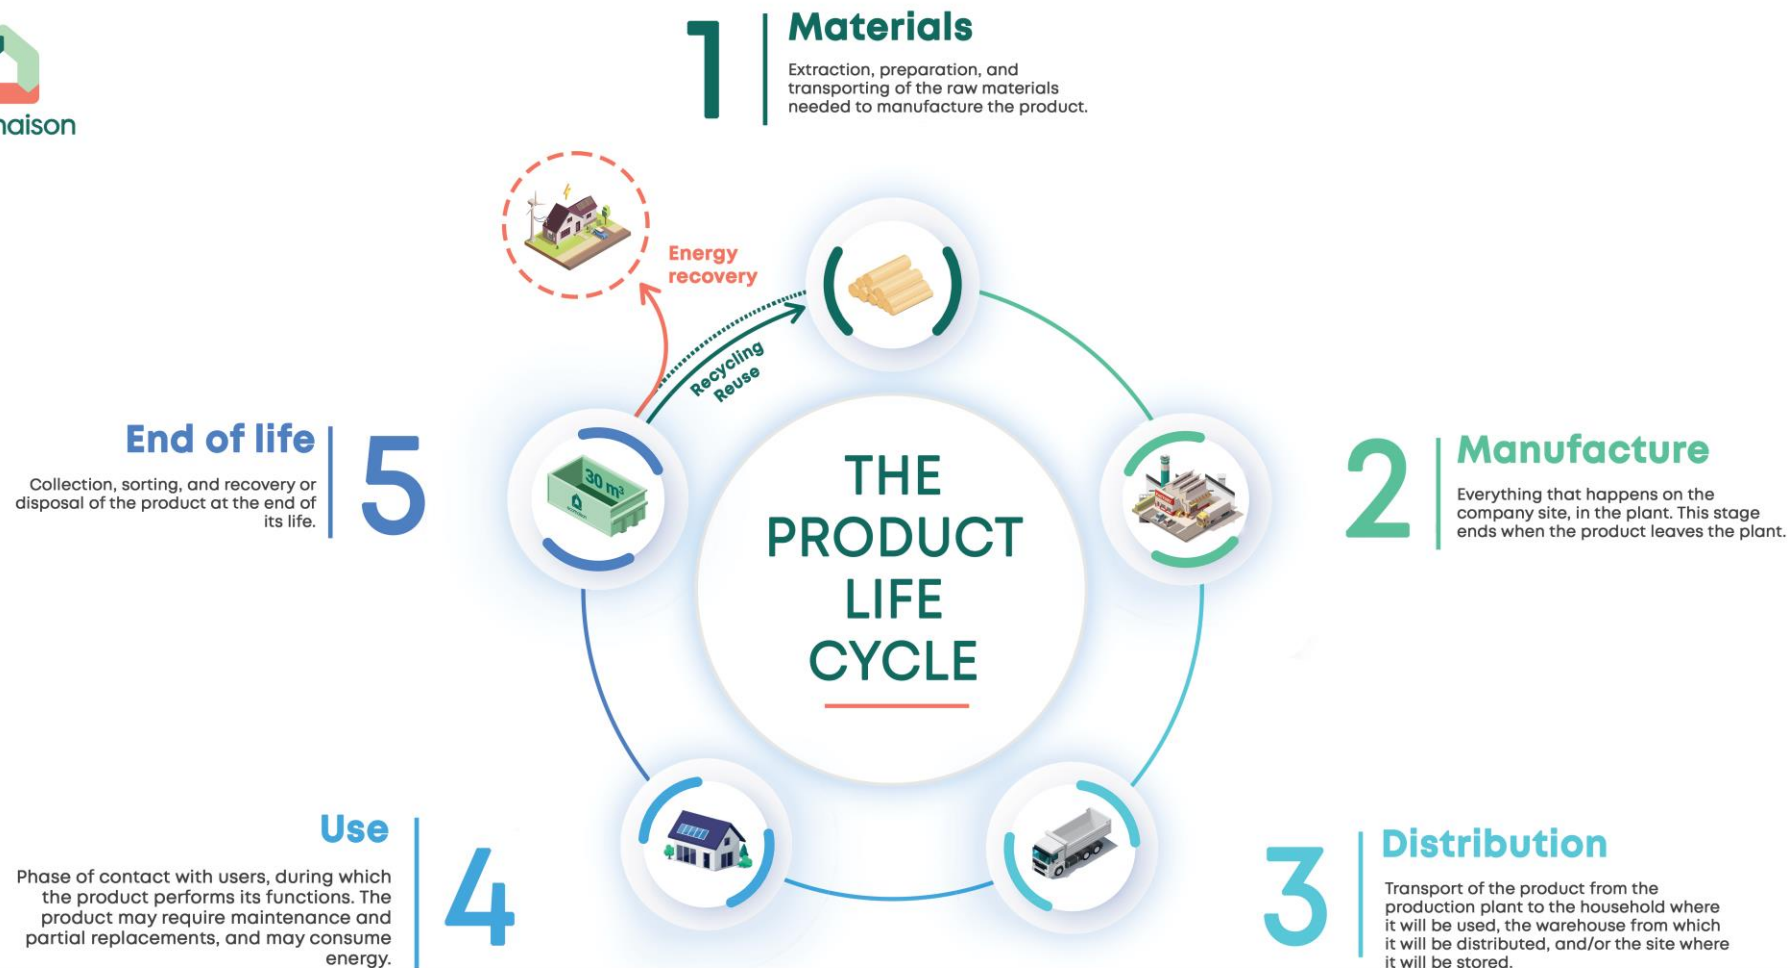 1
Materials
Extraction, preparation, and
transporting of the raw materials
needed to manufacture the product.
Energy
recovery
Recycling
Reuse
THE
PRODUCT
LIFE
CYCLE
2
Manufacture
Everything that happens on the
company site, in the plant. This stage
ends when the product leaves the plant.
3
Distribution
Transport of the product from the
production plant to the household where
it will be used, the warehouse from which
it will be distributed, and/or the site where
it will be stored.
4
Use
Phase of contact with users, during which
the product performs its functions. The
product may require maintenance and
partial replacements, and may consume
energy.
5
End of life
Collection, sorting, and recovery or
disposal of the product at the end of
its life.
30 m³